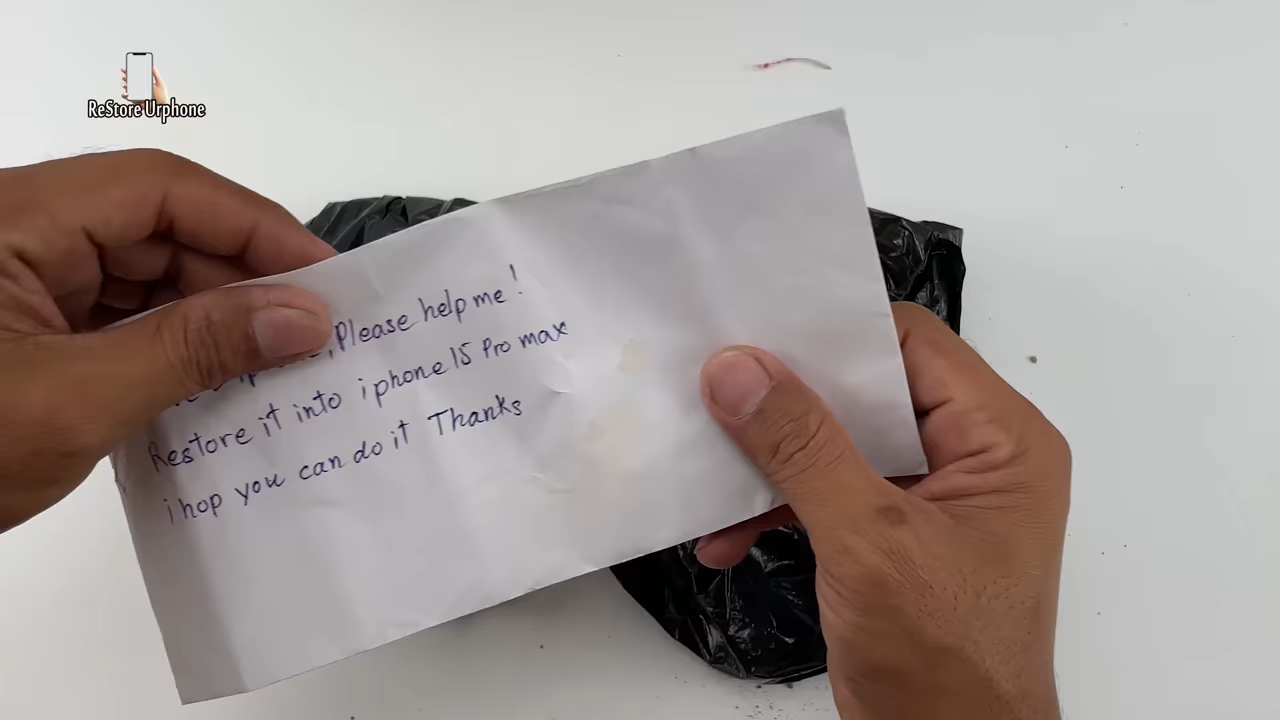 ReStore Urphone
,Please help me!
Restore it into iphone 15 Pro max
i hop you can do it Thanks